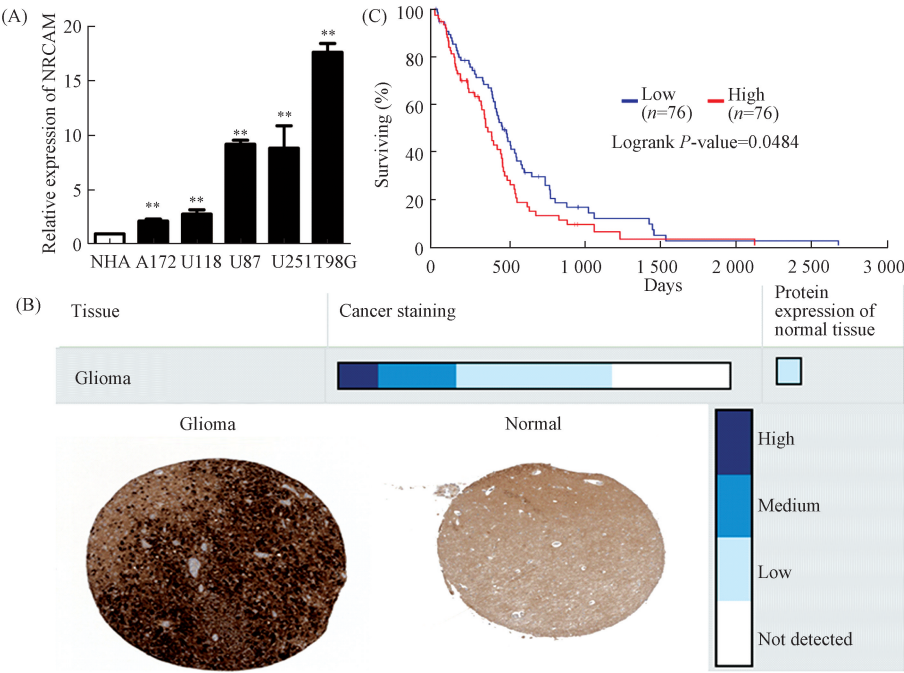 (A)
Relative expression of NRCAM
20
15
10
5
0
**
**
**
**
**
NHA A172 U118 U87 U251 T98G
(C)
Surviving (%)
100
80
60
40
20
0
Low
(n=76)
High
(n=76)
Logrank P-value=0.0484
0 500 1 000 1 500 2 000 2 500 3 000
Days
(B)
Tissue
Cancer staining
Protein
expression of
normal tissue
Glioma
Glioma
Normal
High
Medium
Low
Not detected